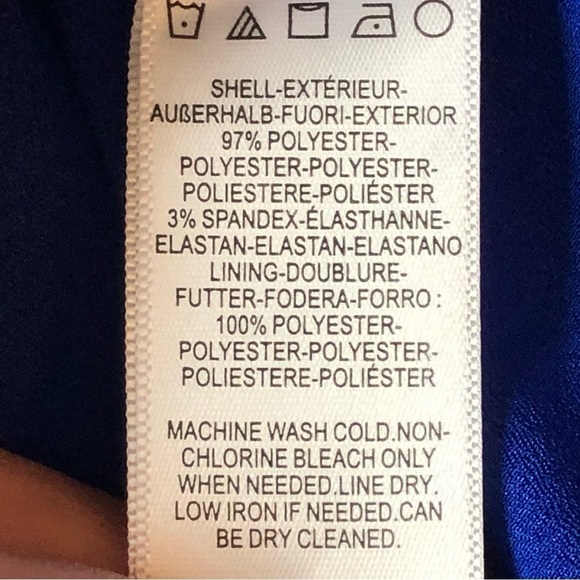 SHELL-EXTÉRIEUR-
AUßERHALB-FUORI-EXTERIOR
97% POLYESTER-
POLYESTER-POLYESTER-
POLIESTERE-POLIÉSTER
3% SPANDEX-ÉLASTHANNE-
ELASTAN-ELASTAN-ELASTANO
LINING-DOUBLURE-
FUTTER-FODERA-FORRO :
100% POLYESTER-
POLYESTER-POLYESTER-
POLIESTERE-POLIÉSTER
MACHINE WASH COLD.NON-
CHLORINE BLEACH ONLY
WHEN NEEDED.LINE DRY.
LOW IRON IF NEEDED.CAN
BE DRY CLEANED.